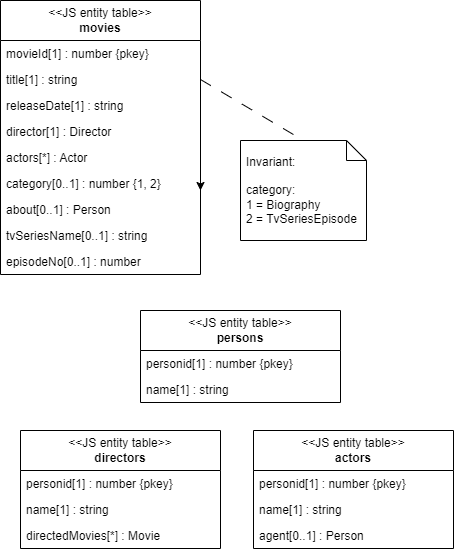 <<JS entity table>>
movies
movieId[1] : number {pkey}
title[1] : string
releaseDate[1] : string
director[1] : Director
actors[*] : Actor
category[0..1] : number {1, 2}
about[0..1] : Person
tvSeriesName[0..1] : string
episodeNo[0..1] : number
Invariant:
category:
1 = Biography
2 = TvSeriesEpisode
<<JS entity table>>
persons
personid[1] : number {pkey}
name[1] : string
<<JS entity table>>
directors
personid[1] : number {pkey}
name[1] : string
directedMovies[*] : Movie
<<JS entity table>>
actors
personid[1] : number {pkey}
name[1] : string
agent[0..1] : Person